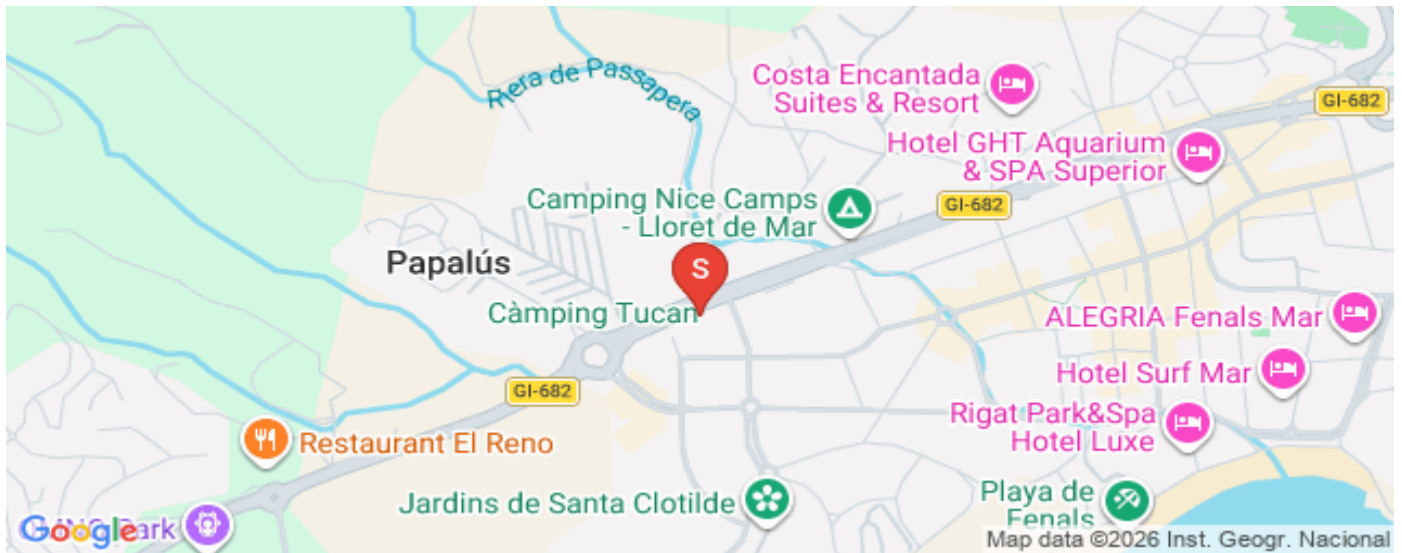 Riera de Passapera
Costa Encantada
Suites & Resort
GI-682
Hotel GHT Aquarium
& SPA Superior
Camping Nice Camps
- Lloret de Mar
GI-682
Papalús
S
Càmping Tucan
ALEGRIA Fenals Mar
Hotel Surf Mar
GI-682
Rigat Park&Spa
Hotel Luxe
Restaurant El Reno
Jardins de Santa Clotilde
Playa de
Fenals
Google
Park
Map data ©2026 Inst. Geogr. Nacional